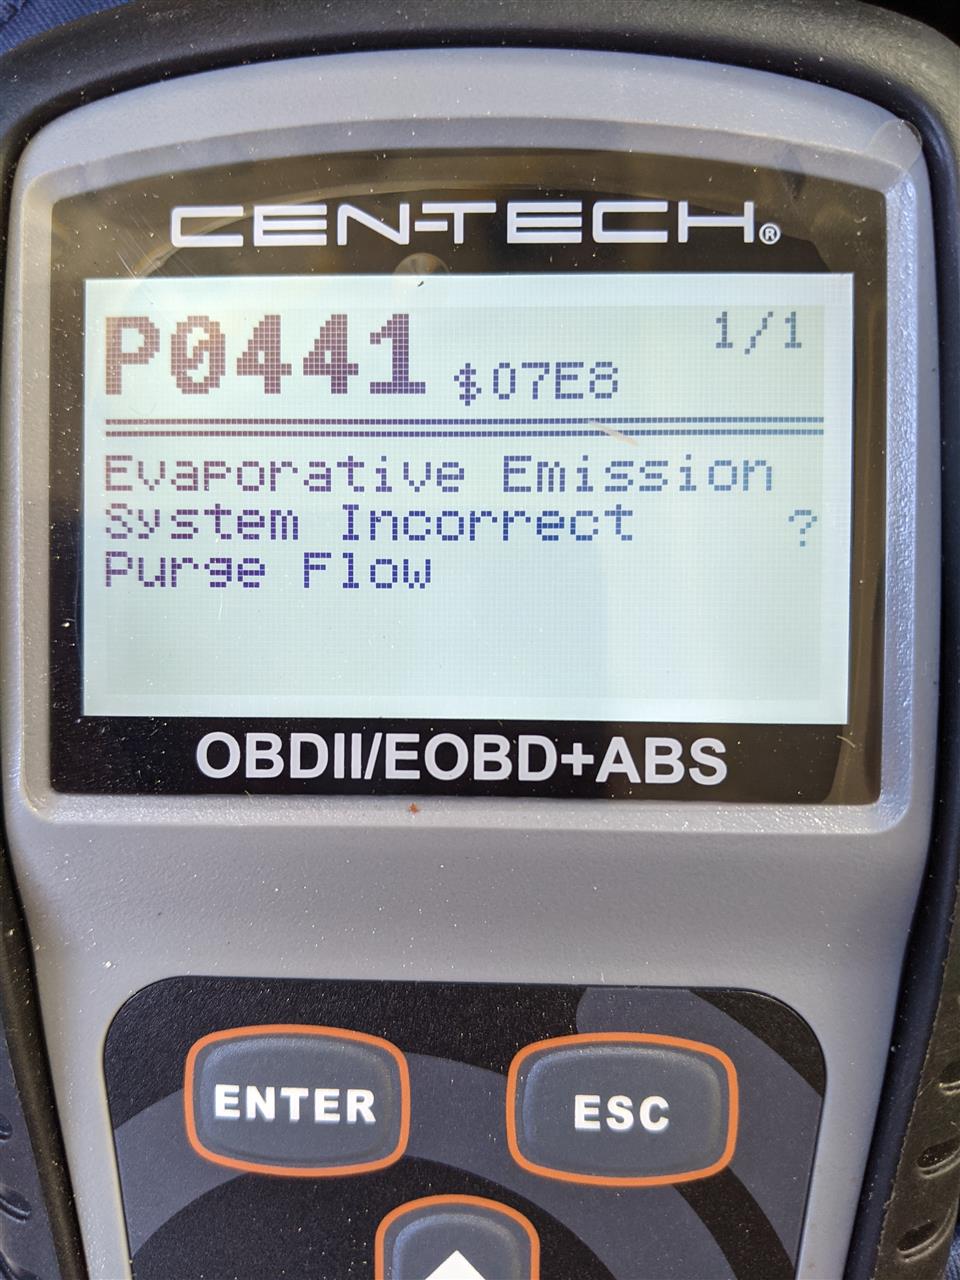 CEN-TECH®
P0441 $07E8 1/1
Evaporative Emission
System Incorrect ?
Purge Flow
OBDII/EOBD+ABS
ENTER
ESC